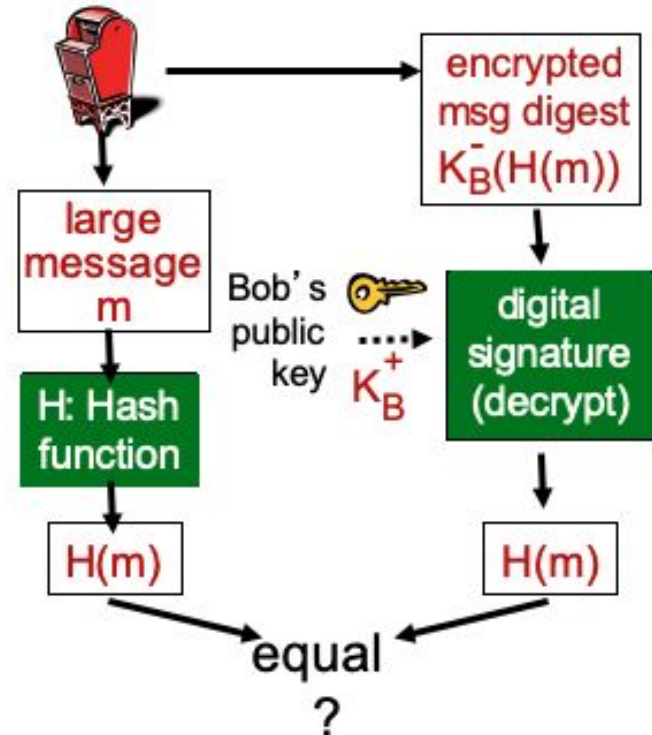 encrypted
msg digest
K_B^-(H(m))
large
message
m
Bob's
public
key
K_B^+
digital
signature
(decrypt)
H: Hash
function
H(m)
H(m)
equal
?